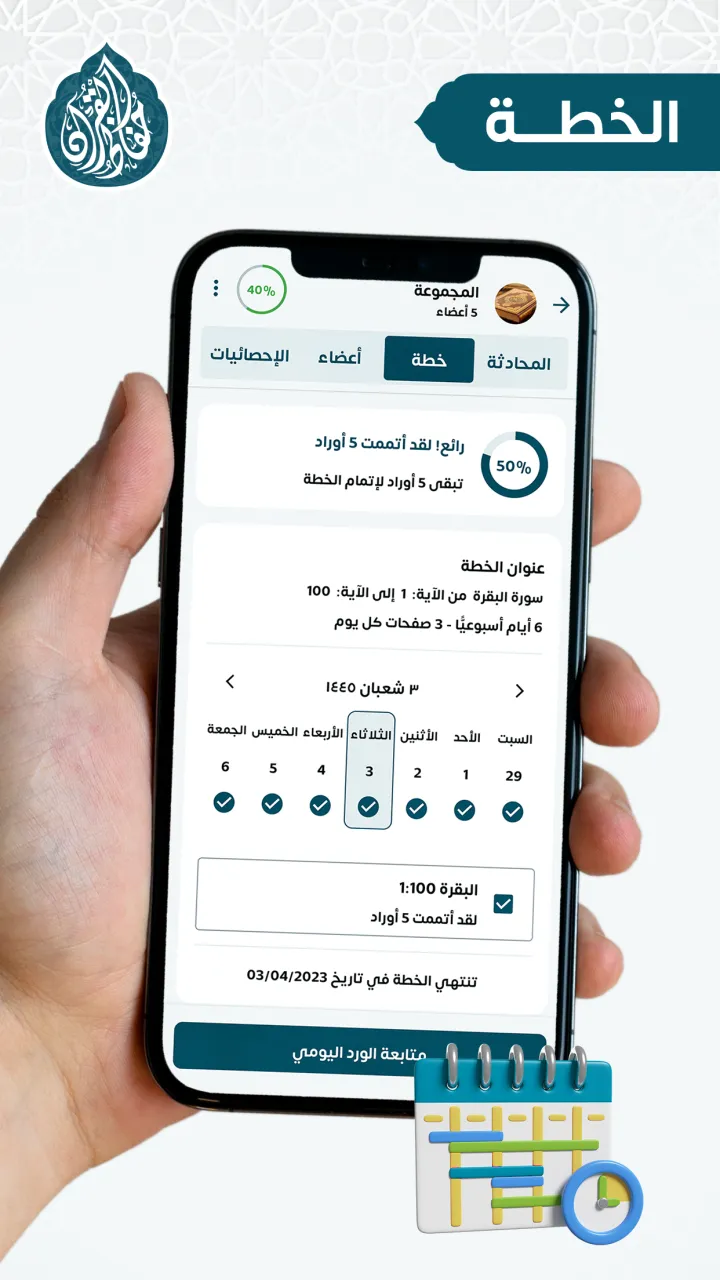 حفاظ القرآن
الخطــة
المجموعة
5 أعضاء
40%
المحادثة
خطة
أعضاء
الإحصائيات
50%
رائع! لقد أتممت 5 أوراد
تبقى 5 أوراد لإتمام الخطة
عنوان الخطة
سورة البقرة من الآية: 1 إلى الآية: 100
6 أيام أسبوعيًّا - 3 صفحات كل يوم
٣ شعبان ١٤٤٥
السبت الأحد الأثنين الثلاثاء الأربعاء الخميس الجمعة
29 1 2 3 4 5 6
البقرة 1:100
لقد أتممت 5 أوراد
تنتهي الخطة في تاريخ 03/04/2023
متابعة الورد اليومي